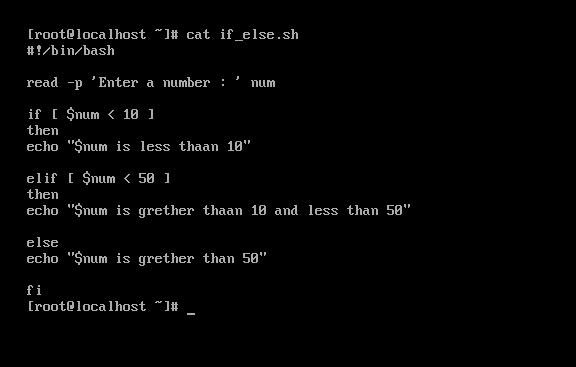 [root@localhost ~]# cat if_else.sh
#!/bin/bash
read -p 'Enter a number : ' num
if [ $num < 10 ]
then
echo "$num is less thaan 10"
elif [ $num < 50 ]
then
echo "$num is grether thaan 10 and less than 50"
else
echo "$num is grether than 50"
fi
[root@localhost ~]# _